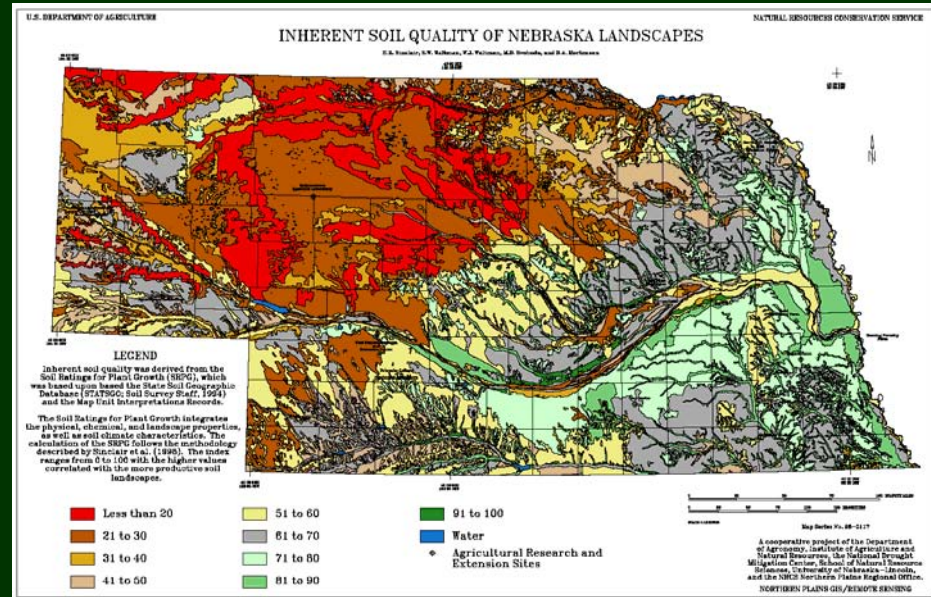 U.S. DEPARTMENT OF AGRICULTURE
NATURAL RESOURCES CONSERVATION SERVICE
INHERENT SOIL QUALITY OF NEBRASKA LANDSCAPES
LEGEND
Inherent soil quality was derived from the
Soil Ratings for Plant Growth (SRPG), which
was based upon based the State Soil Geographic
Database (STATSGO; Soil Survey Staff, 1994)
and the Map Unit Interpretations Records.
The Soil Ratings for Plant Growth integrates
the physical, chemical, and landscape properties,
as well as soil climate characteristics. The
calculation of the SRPG follows the methodology
described by Sinclair et al. The index
ranges from 0 to 100 with the higher values
correlated with the more productive soil
landscapes.
Less than 20
21 to 30
31 to 40
41 to 50
51 to 60
61 to 70
71 to 80
81 to 90
91 to 100
Water
Agricultural Research and
Extension Sites
N
Map Series No.
A cooperative project of the Department
of Agronomy, Institute of Agriculture and
Natural Resources, the National Drought
Mitigation Center, School of Natural Resource
Sciences, University of Nebraska-Lincoln,
and the NRCS Northern Plains Regional Office.
NORTHERN PLAINS GIS/REMOTE SENSING